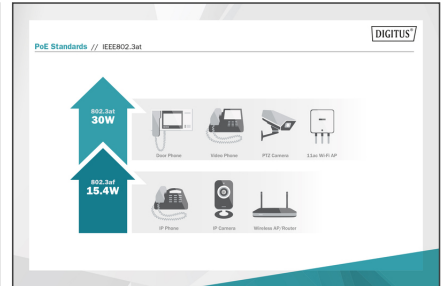 DIGITUS®
PoE Standards // IEEE802.3at
802.3at
30W
Door Phone Video Phone PTZ Camera 11ac Wi-Fi AP
802.3af
15.4W
IP Phone IP Camera Wireless AP/Router